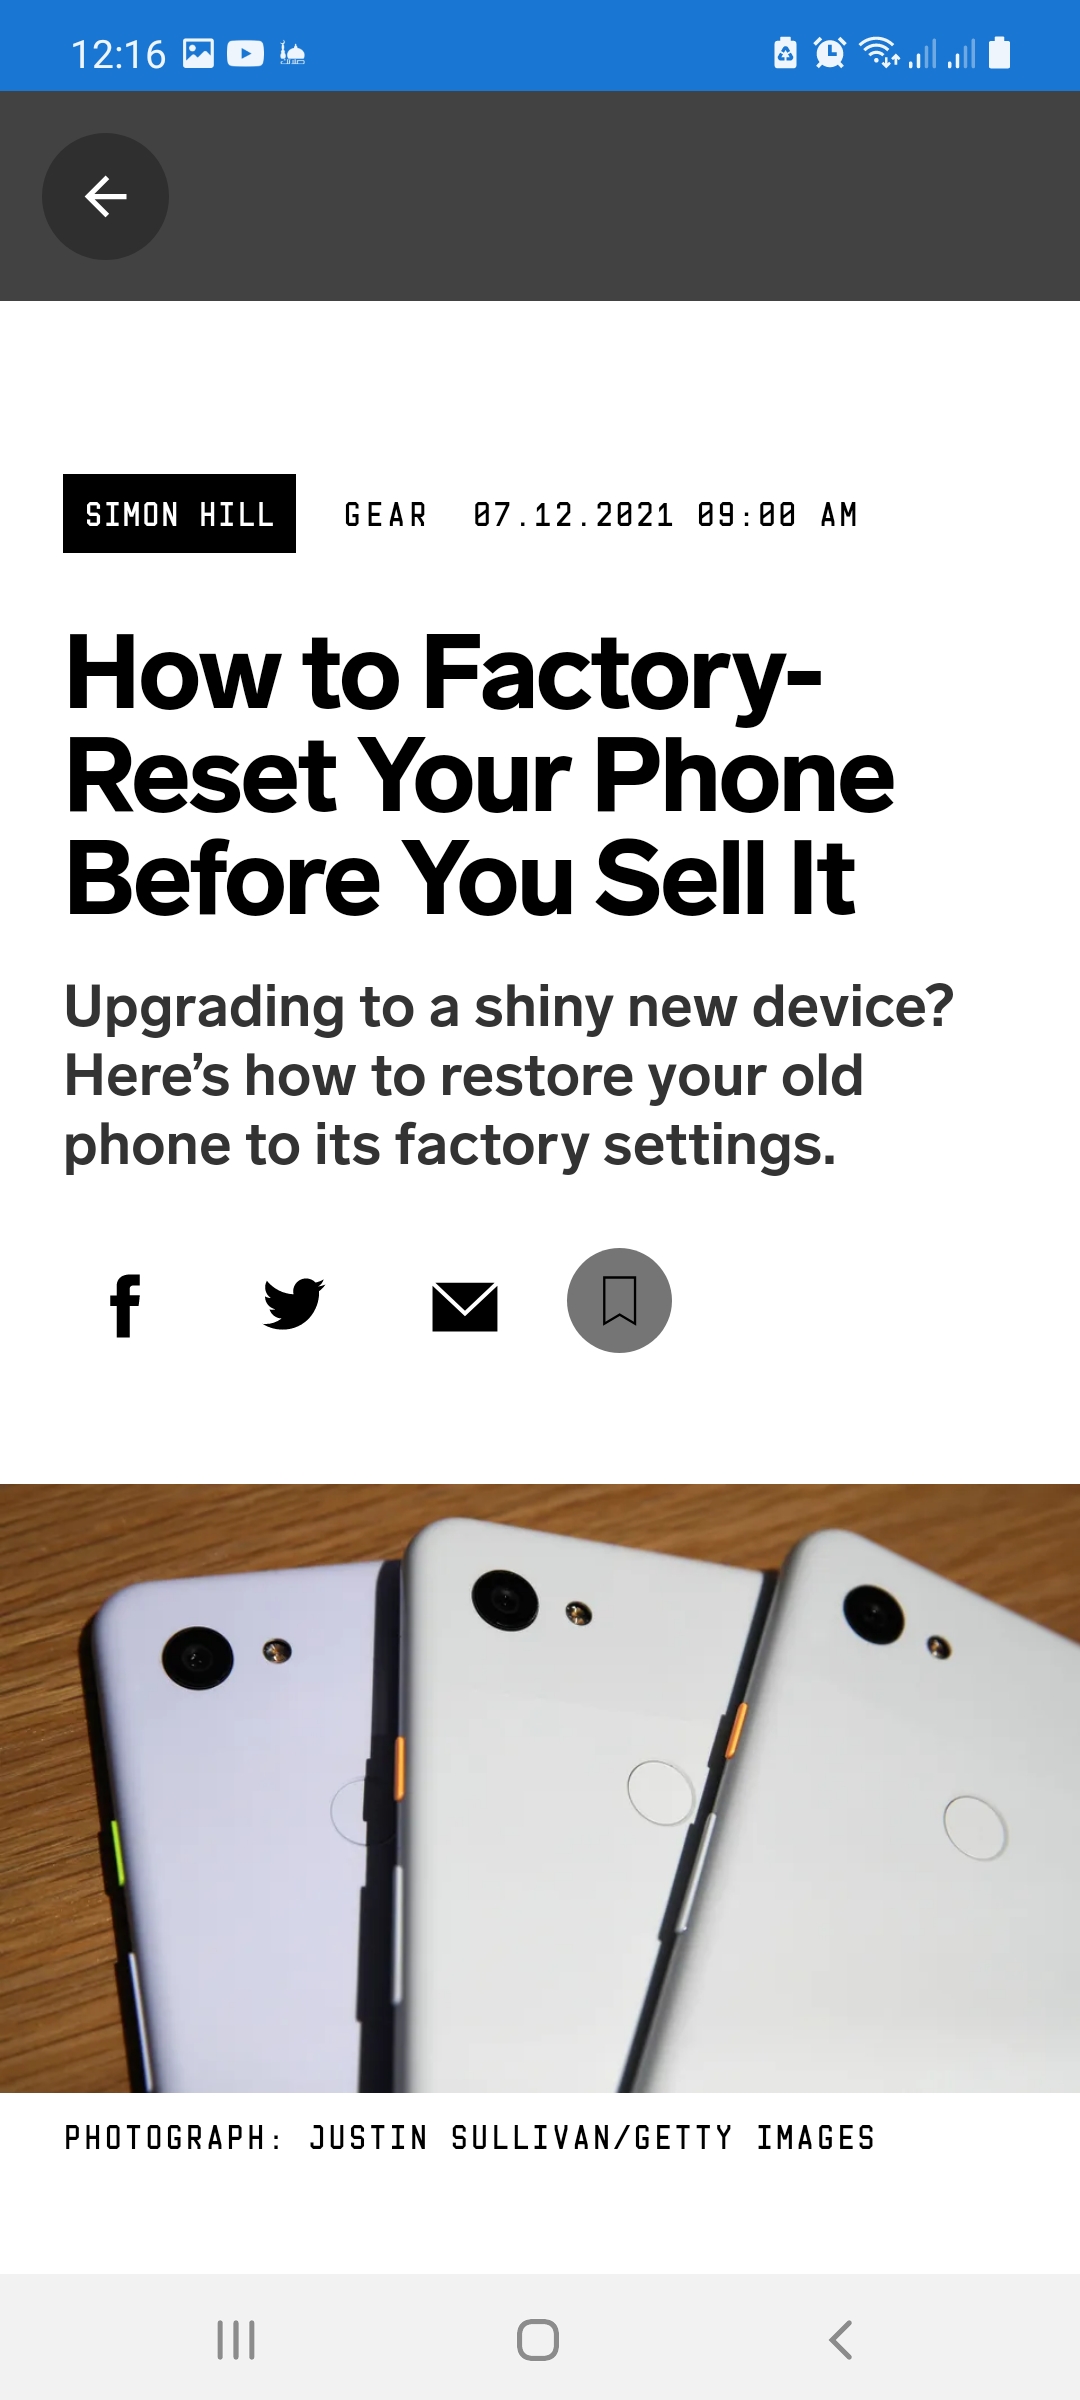 12:16
SIMON HILL GEAR 07.12.2021 09:00 AM
How to Factory-
Reset Your Phone
Before You Sell It
Upgrading to a shiny new device?
Here’s how to restore your old
phone to its factory settings.
PHOTOGRAPH: JUSTIN SULLIVAN/GETTY IMAGES